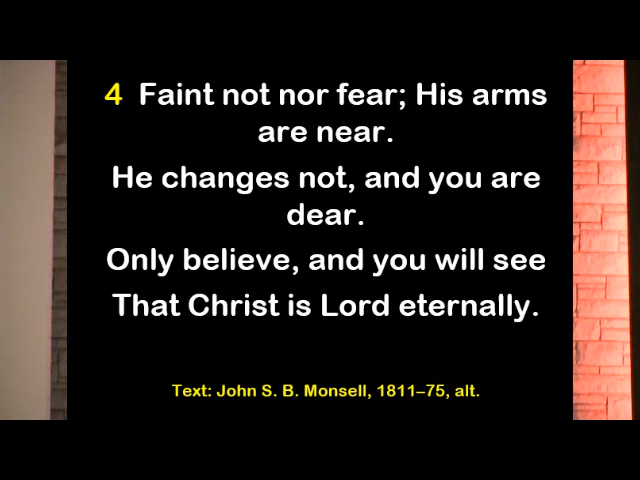 4 Faint not nor fear; His arms
are near.
He changes not, and you are
dear.
Only believe, and you will see
That Christ is Lord eternally.
Text: John S. B. Monsell, 1811–75, alt.